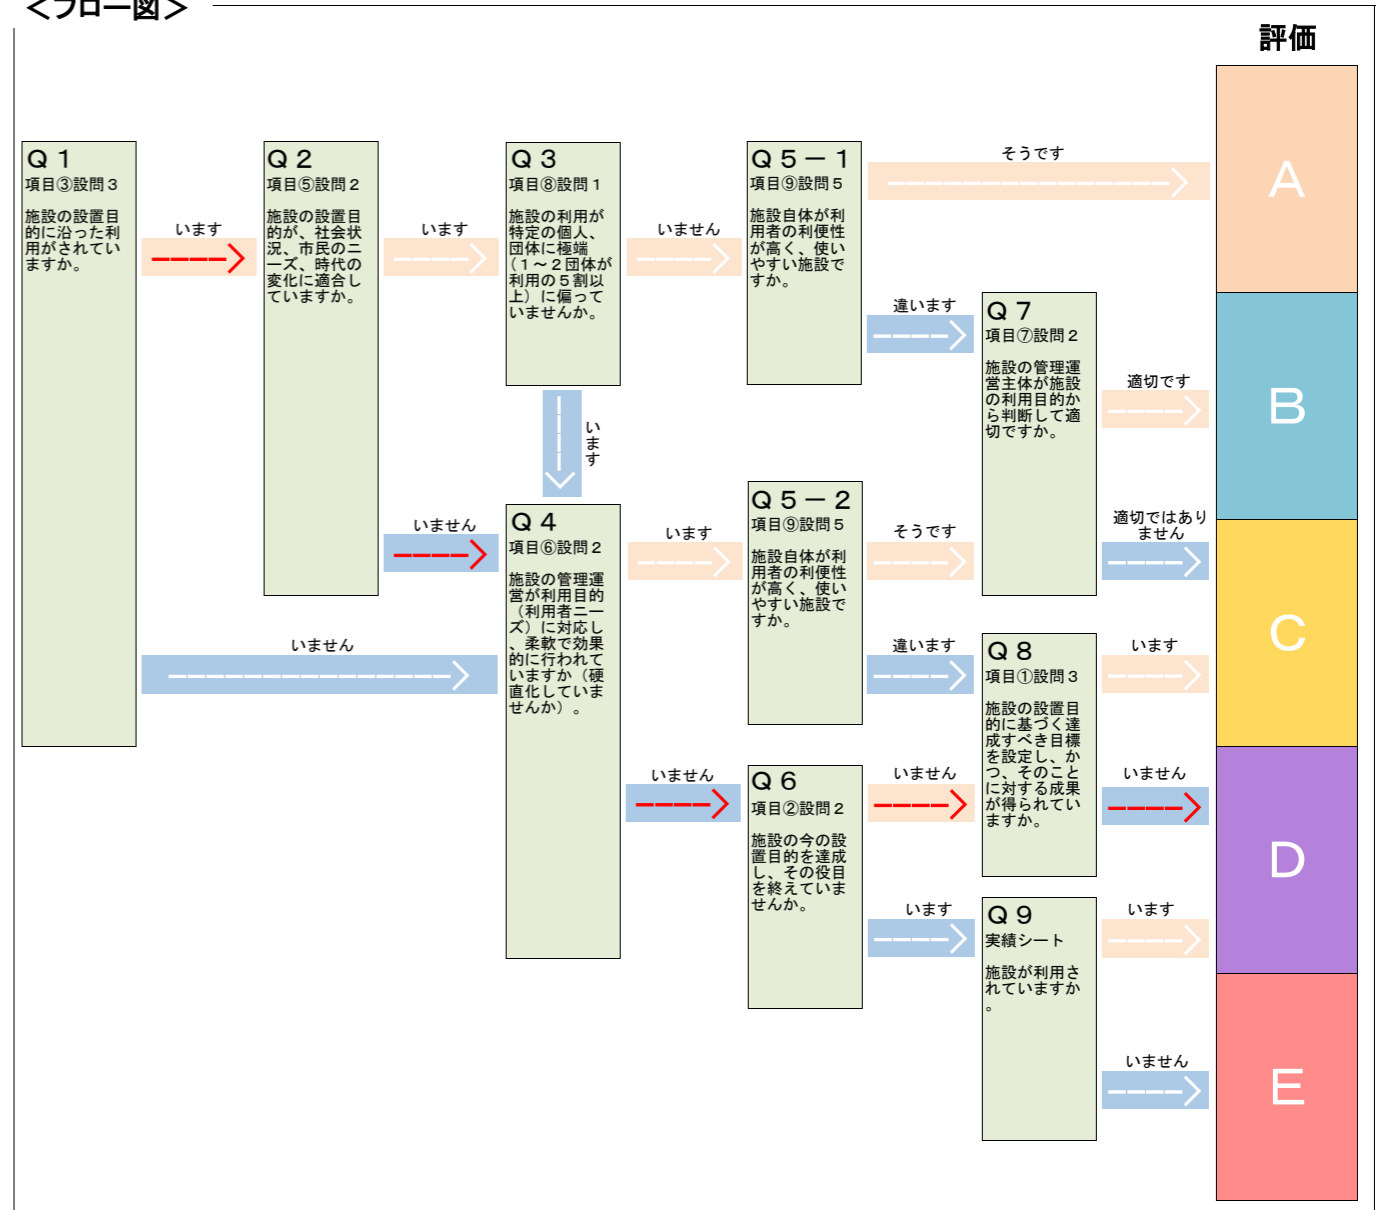 ＜フロー図＞
評価
Ｑ１
項目③設問３
施設の設置目
的に沿った利
用がされてい
ますか。
います
いません
Ｑ２
項目⑤設問２
施設の設置目
的が、社会状
況、市民のニ
ーズ、時代の
変化に適合し
ていますか。
います
いません
Ｑ３
項目⑧設問１
施設の利用が
特定の個人、
団体に極端
（１～２団体が
利用の５割以
上）に偏って
いませんか。
いません
います
Ｑ４
項目⑥設問２
施設の管理運
営が利用目的
（利用者ニー
ズ）に対応し
、柔軟で効果
的に行われて
いますか（硬
直化していま
せんか）。
います
いません
Ｑ５－１
項目⑨設問５
施設自体が利
用者の利便性
が高く、使い
やすい施設で
すか。
そうです
違います
Ｑ５－２
項目⑨設問５
施設自体が利
用者の利便性
が高く、使い
やすい施設で
すか。
そうです
違います
Ｑ６
項目②設問２
施設の今の設
置目的を達成
し、その役目
を終えていま
せんか。
いません
います
Ｑ７
項目⑦設問２
施設の管理運
営主体が施設
の利用目的か
ら判断して適
切ですか。
適切です
適切ではあり
ません
Ｑ８
項目①設問３
施設の設置目
的に基づく達
成すべき目標
を設定し、か
つ、そのこと
に対する成果
が得られてい
ますか。
います
いません
Ｑ９
実績シート
施設が利用さ
れていますか
。
います
いません
Ａ
Ｂ
Ｃ
Ｄ
Ｅ